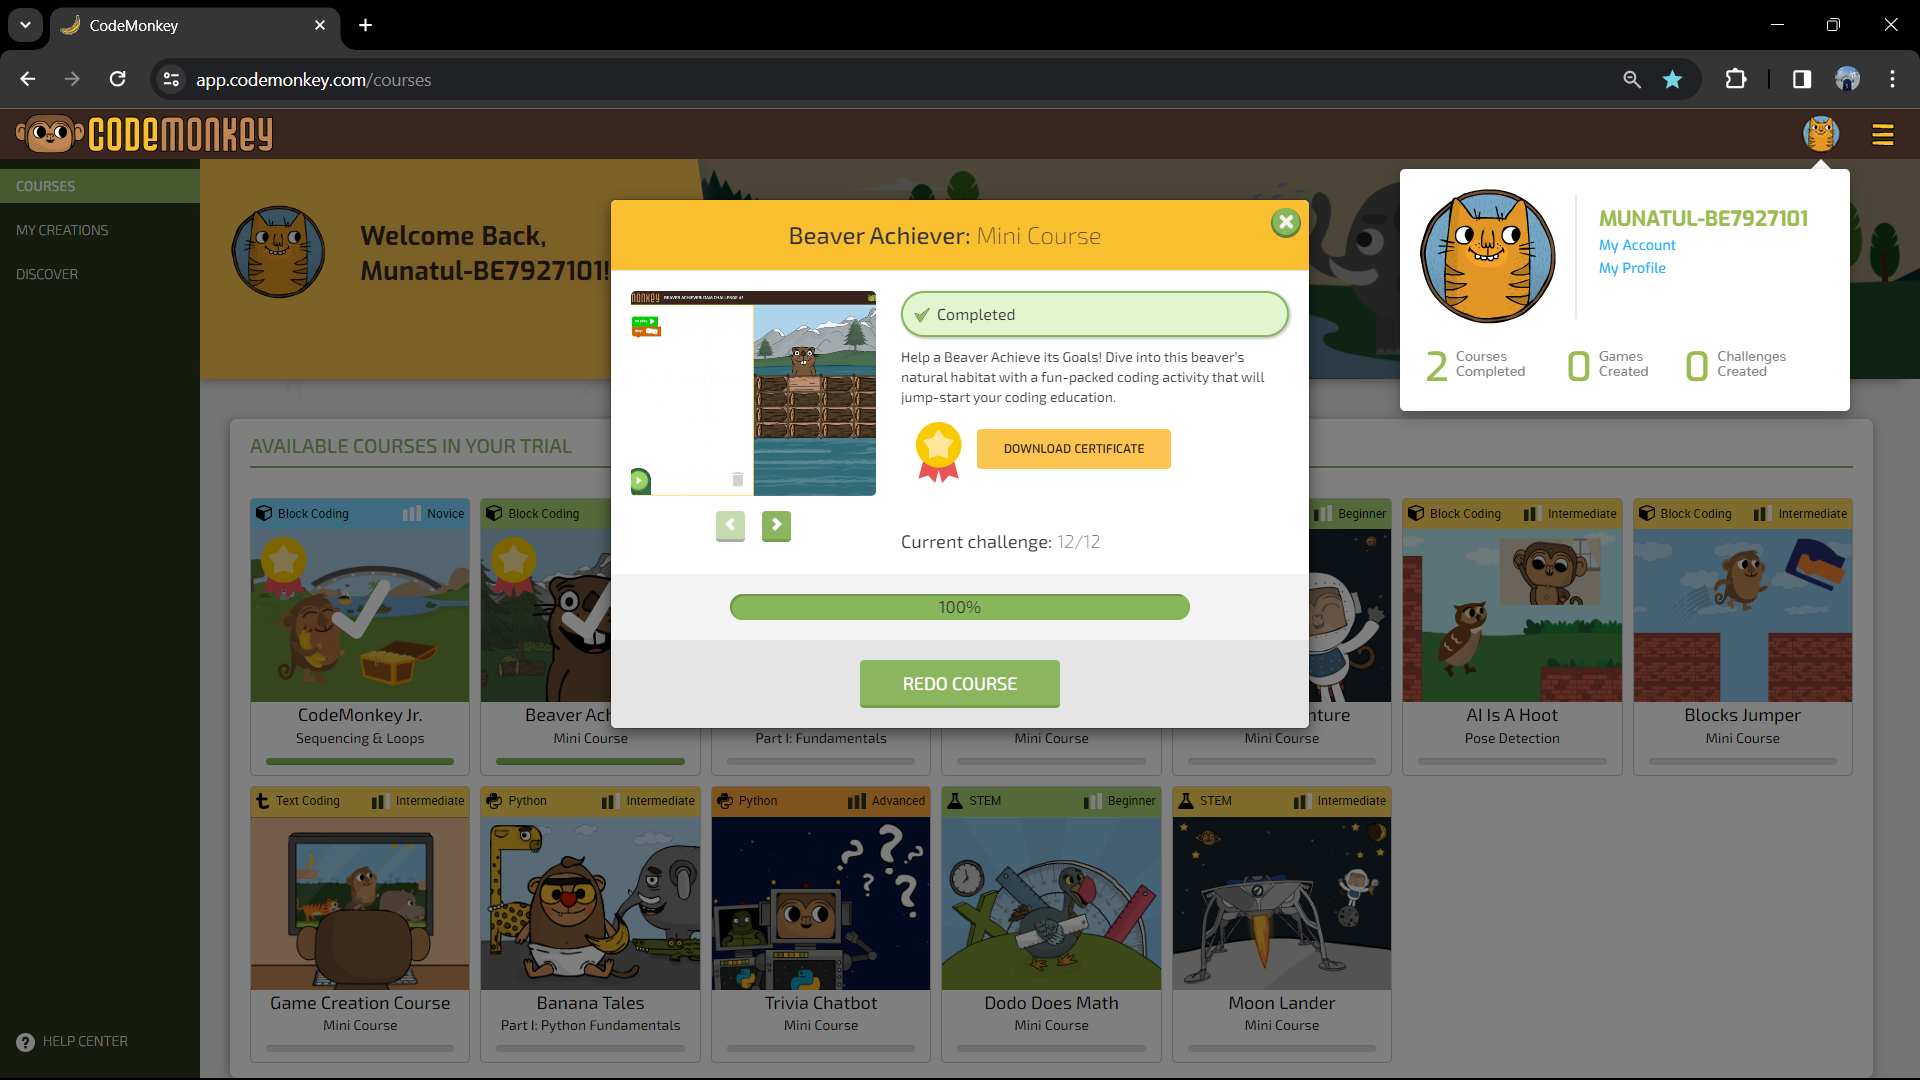 CodeMonkey
app.codemonkey.com/courses
CODEMONKEY
COURSES
MY CREATIONS
DISCOVER
HELP CENTER
Welcome Back,
Munatul-BE7927101!
MUNATUL-BE7927101
My Account
My Profile
2 Courses Completed
0 Games Created
0 Challenges Created
Beaver Achiever: Mini Course
MONKEY BEAVER ACHIEVER: DAM CHALLENGE #1
Completed
Help a Beaver Achieve its Goals! Dive into this beaver's
natural habitat with a fun-packed coding activity that will
jump-start your coding education.
DOWNLOAD CERTIFICATE
Current challenge: 12/12
100%
REDO COURSE
AVAILABLE COURSES IN YOUR TRIAL
Block Coding Novice
CodeMonkey Jr.
Sequencing & Loops
Block Coding
Beaver Ach
Mini Course
Part I: Fundamentals
Mini Course
Beginner
nture
Mini Course
Block Coding Intermediate
AI Is A Hoot
Pose Detection
Block Coding Intermediate
Blocks Jumper
Mini Course
Text Coding Intermediate
Game Creation Course
Mini Course
Python Intermediate
Banana Tales
Part I: Python Fundamentals
Python Advanced
Trivia Chatbot
Mini Course
STEM Beginner
Dodo Does Math
Mini Course
STEM Intermediate
Moon Lander
Mini Course